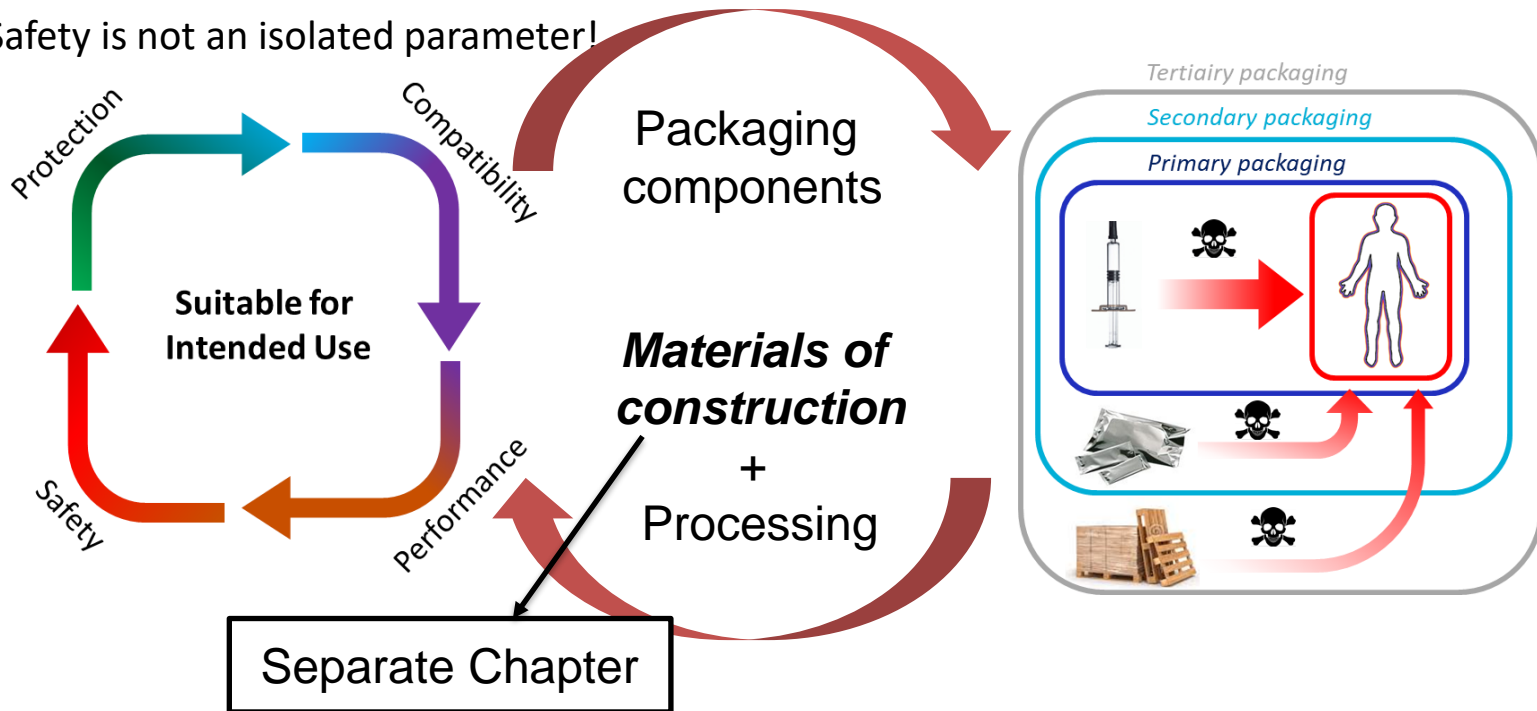 Safety is not an isolated parameter!
Protection
Compatibility
Suitable for
Intended Use
Safety
Performance
Packaging
components
Materials of
construction
+
Processing
Separate Chapter
Tertiairy packaging
Secondary packaging
Primary packaging